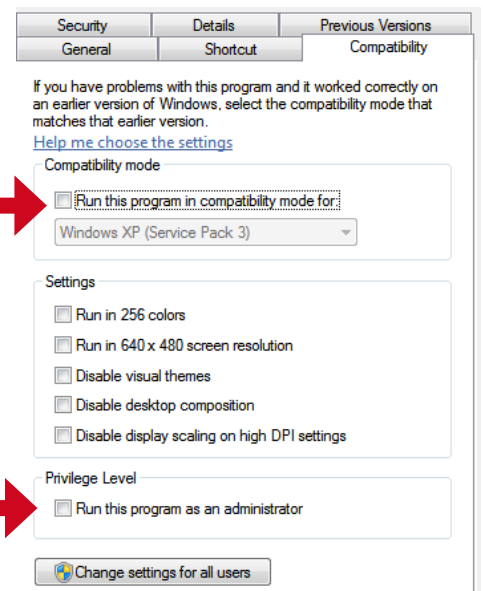 Security Details Previous Versions
General Shortcut Compatibility
If you have problems with this program and it worked correctly on
an earlier version of Windows, select the compatibility mode that
matches that earlier version.
Help me choose the settings
Compatibility mode
Run this program in compatibility mode for:
Windows XP (Service Pack 3)
Settings
Run in 256 colors
Run in 640 x 480 screen resolution
Disable visual themes
Disable desktop composition
Disable display scaling on high DPI settings
Privilege Level
Run this program as an administrator
Change settings for all users